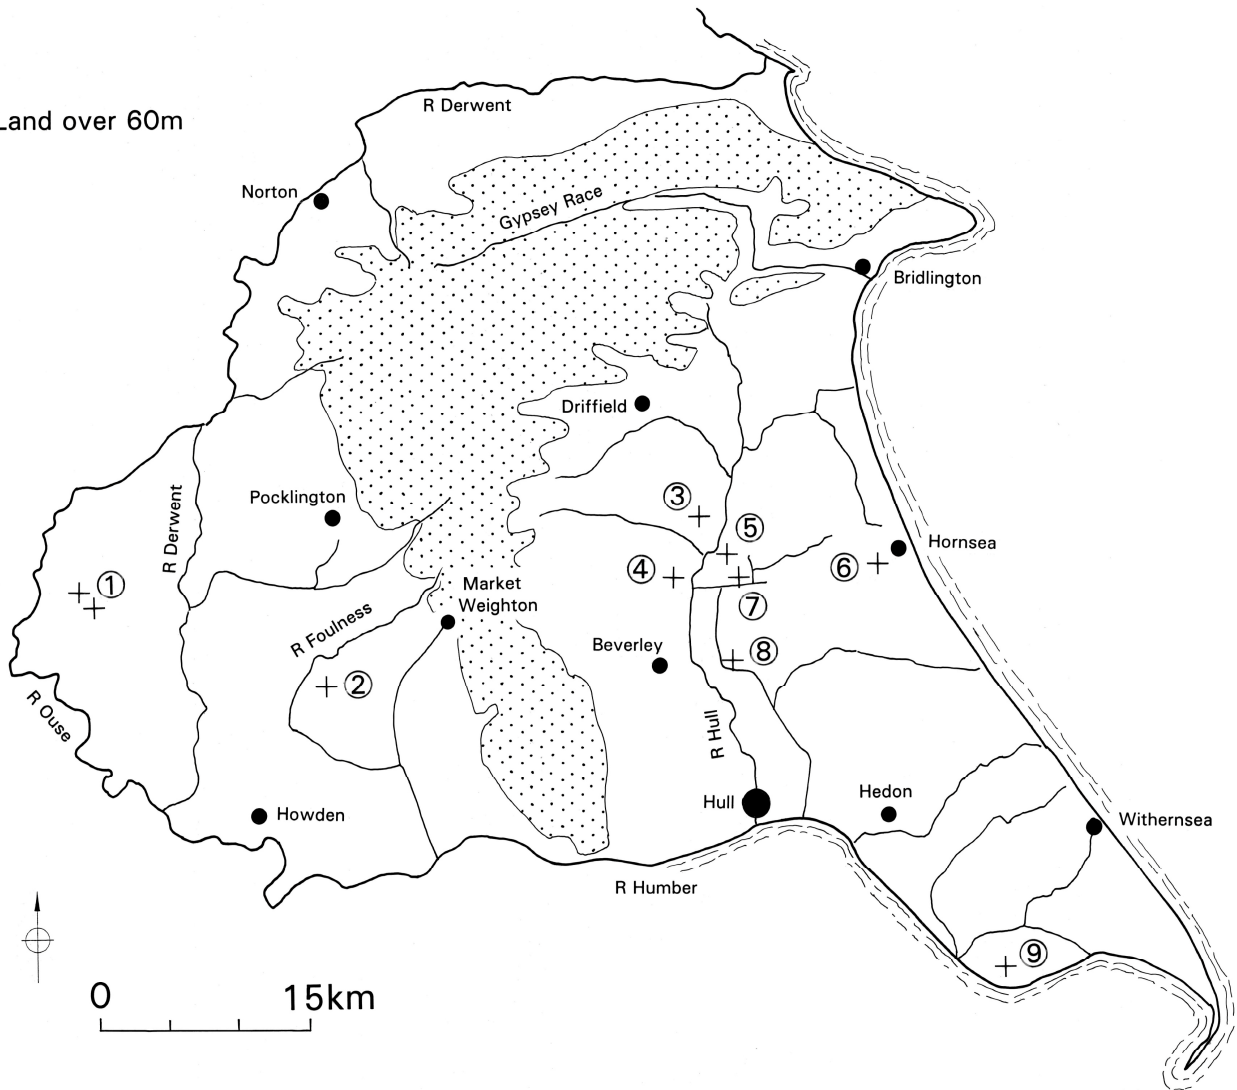 R Derwent
Land over 60m
Norton
Gypsey Race
Bridlington
Driffield
Pocklington
R Derwent
③
⑤
Hornsea
④
⑥
①
Market
Weighton
⑦
R Foulness
Beverley
⑧
②
R Ouse
R Hull
Hull
Hedon
Howden
Withernsea
R Humber
⑨
0 15km